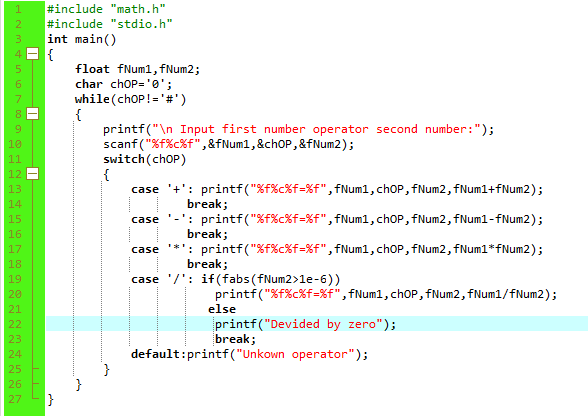 1 #include "math.h"
2 #include "stdio.h"
3 int main()
4 {
5 float fNum1,fNum2;
6 char chOP='0';
7 while(chOP!='#')
8 {
9 printf("\n Input first number operator second number:");
10 scanf("%f%c%f",&fNum1,&chOP,&fNum2);
11 switch(chOP)
12 {
13 case '+': printf("%f%c%f=%f",fNum1,chOP,fNum2,fNum1+fNum2);
14 break;
15 case '-': printf("%f%c%f=%f",fNum1,chOP,fNum2,fNum1-fNum2);
16 break;
17 case '*': printf("%f%c%f=%f",fNum1,chOP,fNum2,fNum1*fNum2);
18 break;
19 case '/': if(fabs(fNum2>1e-6))
20 printf("%f%c%f=%f",fNum1,chOP,fNum2,fNum1/fNum2);
21 else
22 printf("Devided by zero");
23 break;
24 default:printf("Unkown operator");
25 }
26 }
27 }